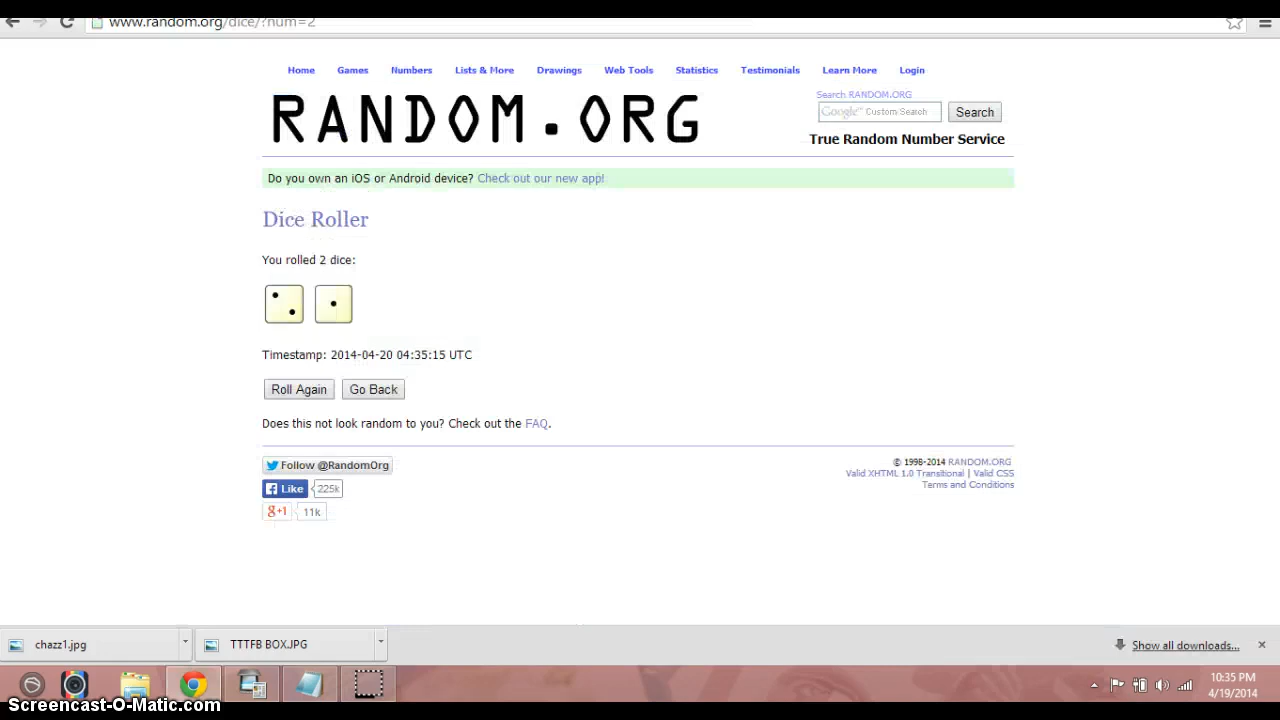 www.random.org/dice/?num=2
Home Games Numbers Lists & More Drawings Web Tools Statistics Testimonials Learn More Login
RANDOM.ORG
Search RANDOM.ORG
Google™ Custom Search Search
True Random Number Service
Do you own an iOS or Android device? Check out our new app!
Dice Roller
You rolled 2 dice:
Timestamp: 2014-04-20 04:35:15 UTC
Roll Again Go Back
Does this not look random to you? Check out the FAQ.
Follow @RandomOrg
Like 225k
g+1 11k
© 1998-2014 RANDOM.ORG
Valid XHTML 1.0 Transitional | Valid CSS
Terms and Conditions
chazz1.jpg TTTFB BOX.JPG Show all downloads...
10:35 PM
4/19/2014
Screencast-O-Matic.com